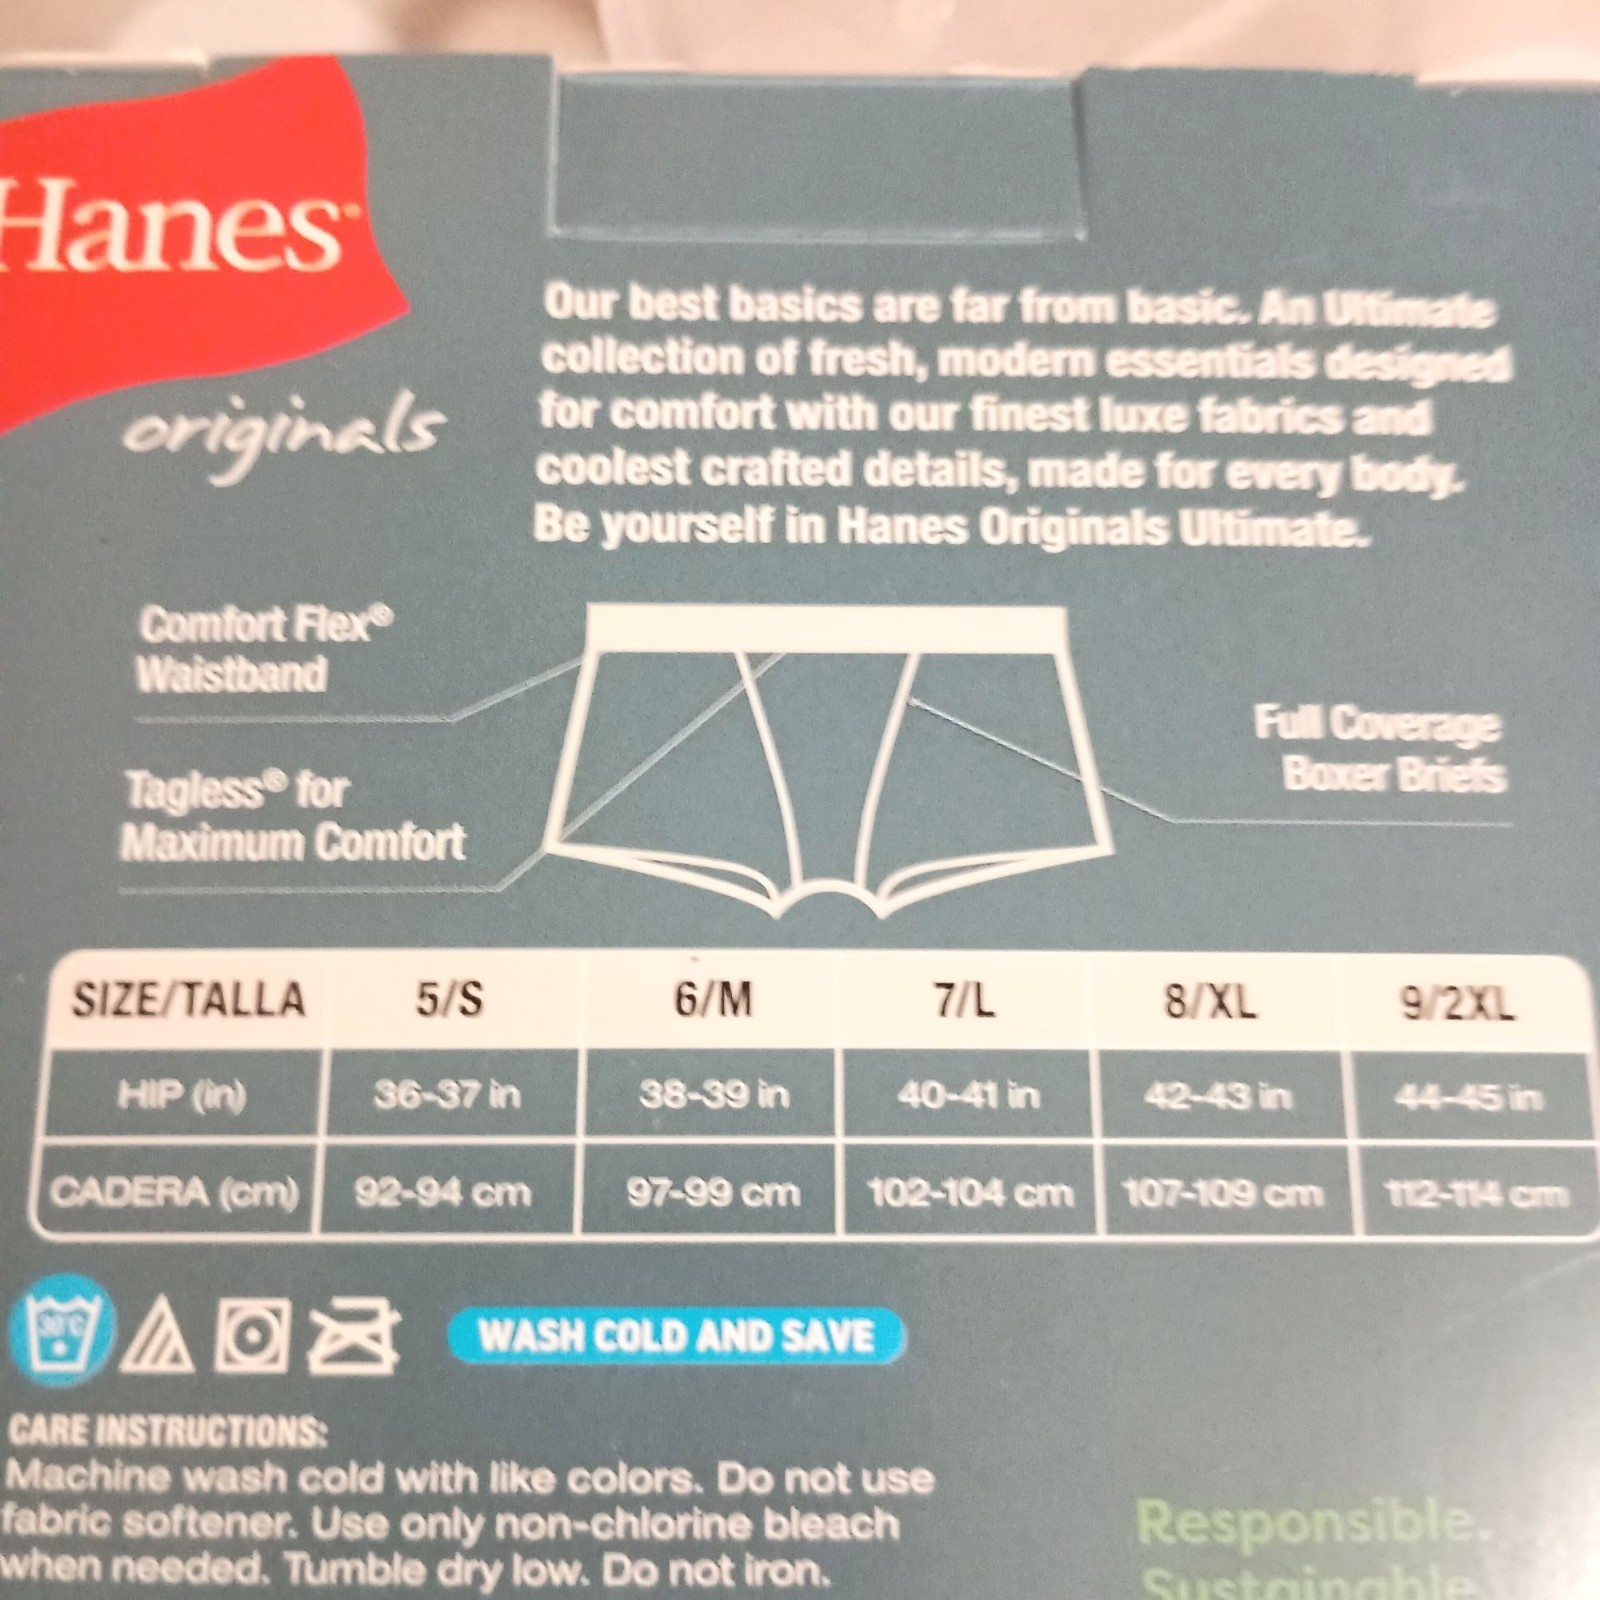 Hanes
originals
Our best basics are far from basic. An Ultimate
collection of fresh, modern essentials designed
for comfort with our finest luxe fabrics and
coolest crafted details, made for every body.
Be yourself in Hanes Originals Ultimate.
Comfort Flex®
Waistband
Tagless® for
Maximum Comfort
Full Coverage
Boxer Briefs
SIZE/TALLA 5/S 6/M 7/L 8/XL 9/2XL
HIP (in) 36-37 in 38-39 in 40-41 in 42-43 in 44-45 in
CADERA (cm) 92-94 cm 97-99 cm 102-104 cm 107-109 cm 112-114 cm
30°C
WASH COLD AND SAVE
CARE INSTRUCTIONS:
Machine wash cold with like colors. Do not use
fabric softener. Use only non-chlorine bleach
when needed. Tumble dry low. Do not iron.
Responsible.
Sustainable